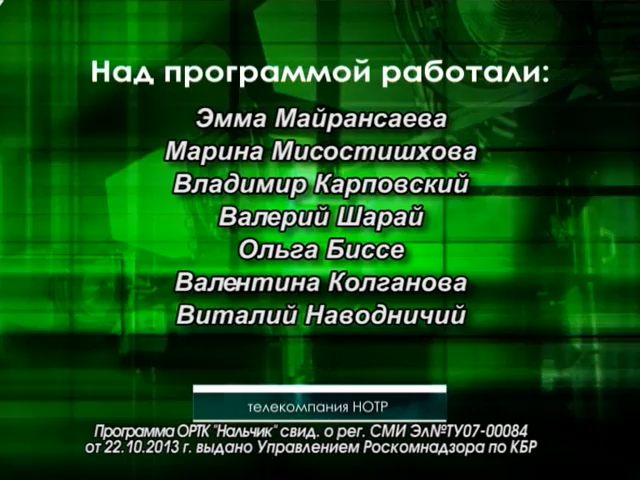 Над программой работали:
Эмма Майрансаева
Марина Мисостишхова
Владимир Карповский
Валерий Шарай
Ольга Биссе
Валентина Колганова
Виталий Наводничий
телекомпания НОТР
Программа ОРТК "Нальчик" свид. о рег. СМИ Эл№ТУ07-00084
от 22.10.2013 г. выдано Управлением Роскомнадзора по КБР